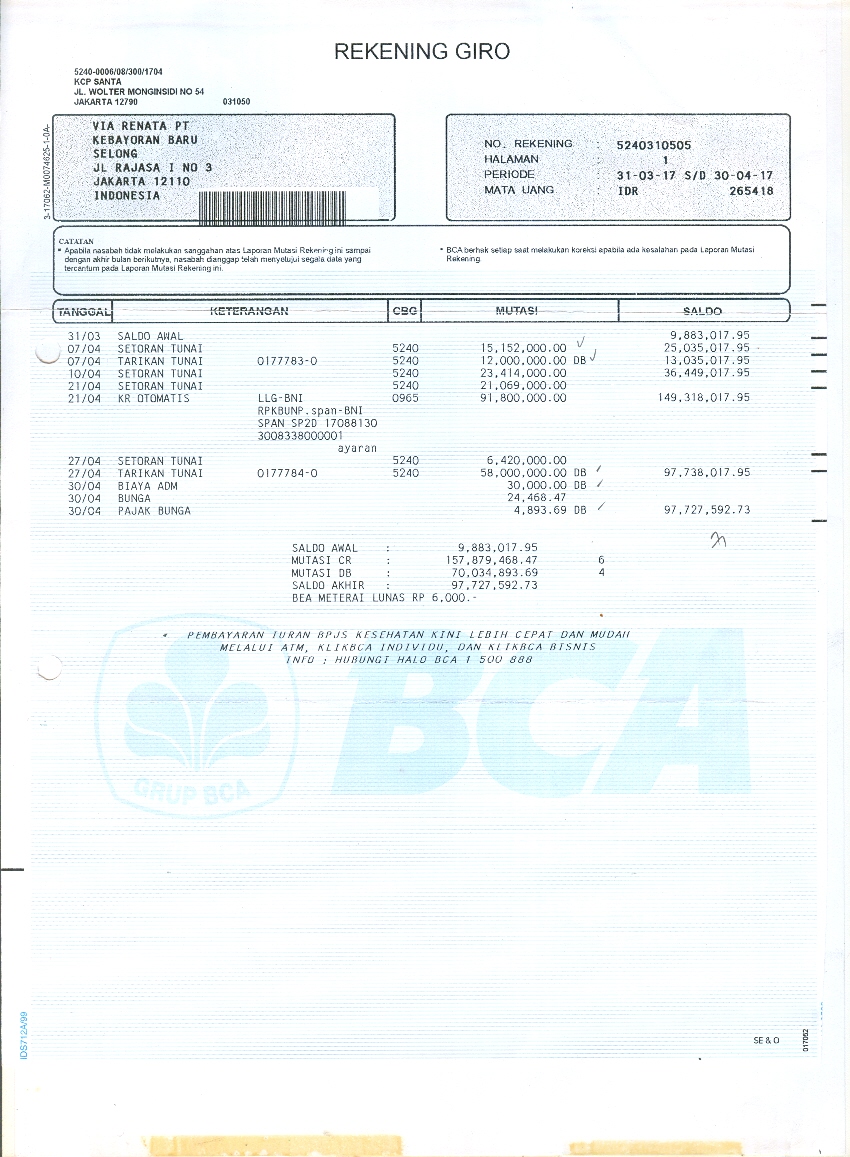 REKENING GIRO
5240-0006/08/300/1704
KCP SANTA
JL. WOLTER MONGINSIDI NO 54
JAKARTA 12790 031050
3-17062-M0074625-1-0A-
VIA RENATA PT
KEBAYORAN BARU
SELONG
JL RAJASA I NO 3
JAKARTA 12110
INDONESIA
NO. REKENING : 5240310505
HALAMAN : 1
PERIODE : 31-03-17 S/D 30-04-17
MATA UANG : IDR 265418
CATATAN
* Apabila nasabah tidak melakukan sanggahan atas Laporan Mutasi Rekening ini sampai
dengan akhir bulan berikutnya, nasabah dianggap telah menyetujui segala data yang
tercantum pada Laporan Mutasi Rekening ini.
* BCA berhak setiap saat melakukan koreksi apabila ada kesalahan pada Laporan Mutasi
Rekening.
TANGGAL KETERANGAN CBG MUTASI SALDO
31/03 SALDO AWAL 9,883,017.95
07/04 SETORAN TUNAI 5240 15,152,000.00 25,035,017.95
07/04 TARIKAN TUNAI 0177783-0 5240 12,000,000.00 DB 13,035,017.95
10/04 SETORAN TUNAI 5240 23,414,000.00 36,449,017.95
21/04 SETORAN TUNAI 5240 21,069,000.00
21/04 KR OTOMATIS LLG-BNI 0965 91,800,000.00 149,318,017.95
RPKBUNP.span-BNI
SPAN SP2D 17088130
3008338000001
ayaran
27/04 SETORAN TUNAI 5240 6,420,000.00
27/04 TARIKAN TUNAI 0177784-0 5240 58,000,000.00 DB 97,738,017.95
30/04 BIAYA ADM 30,000.00 DB
30/04 BUNGA 24,468.47
30/04 PAJAK BUNGA 4,893.69 DB 97,727,592.73
SALDO AWAL : 9,883,017.95
MUTASI CR : 157,879,468.47 6
MUTASI DB : 70,034,893.69 4
SALDO AKHIR : 97,727,592.73
BEA METERAI LUNAS RP 6.000.-
* PEMBAYARAN IURAN BPJS KESEHATAN KINI LEBIH CEPAT DAN MUDAH
MELALUI ATM, KLIKBCA INDIVIDU, DAN KLIKBCA BISNIS
INFO : HUBUNGI HALO BCA 1 500 888
GRUP BCA
BCA
IDS712A/99
SE & O
017062